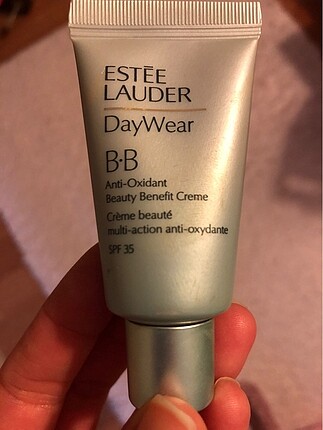 ESTĒE
LAUDER
DayWear
B·B
Anti-Oxidant
Beauty Benefit Creme
Crème beauté
multi-action anti-oxydante
SPF 35